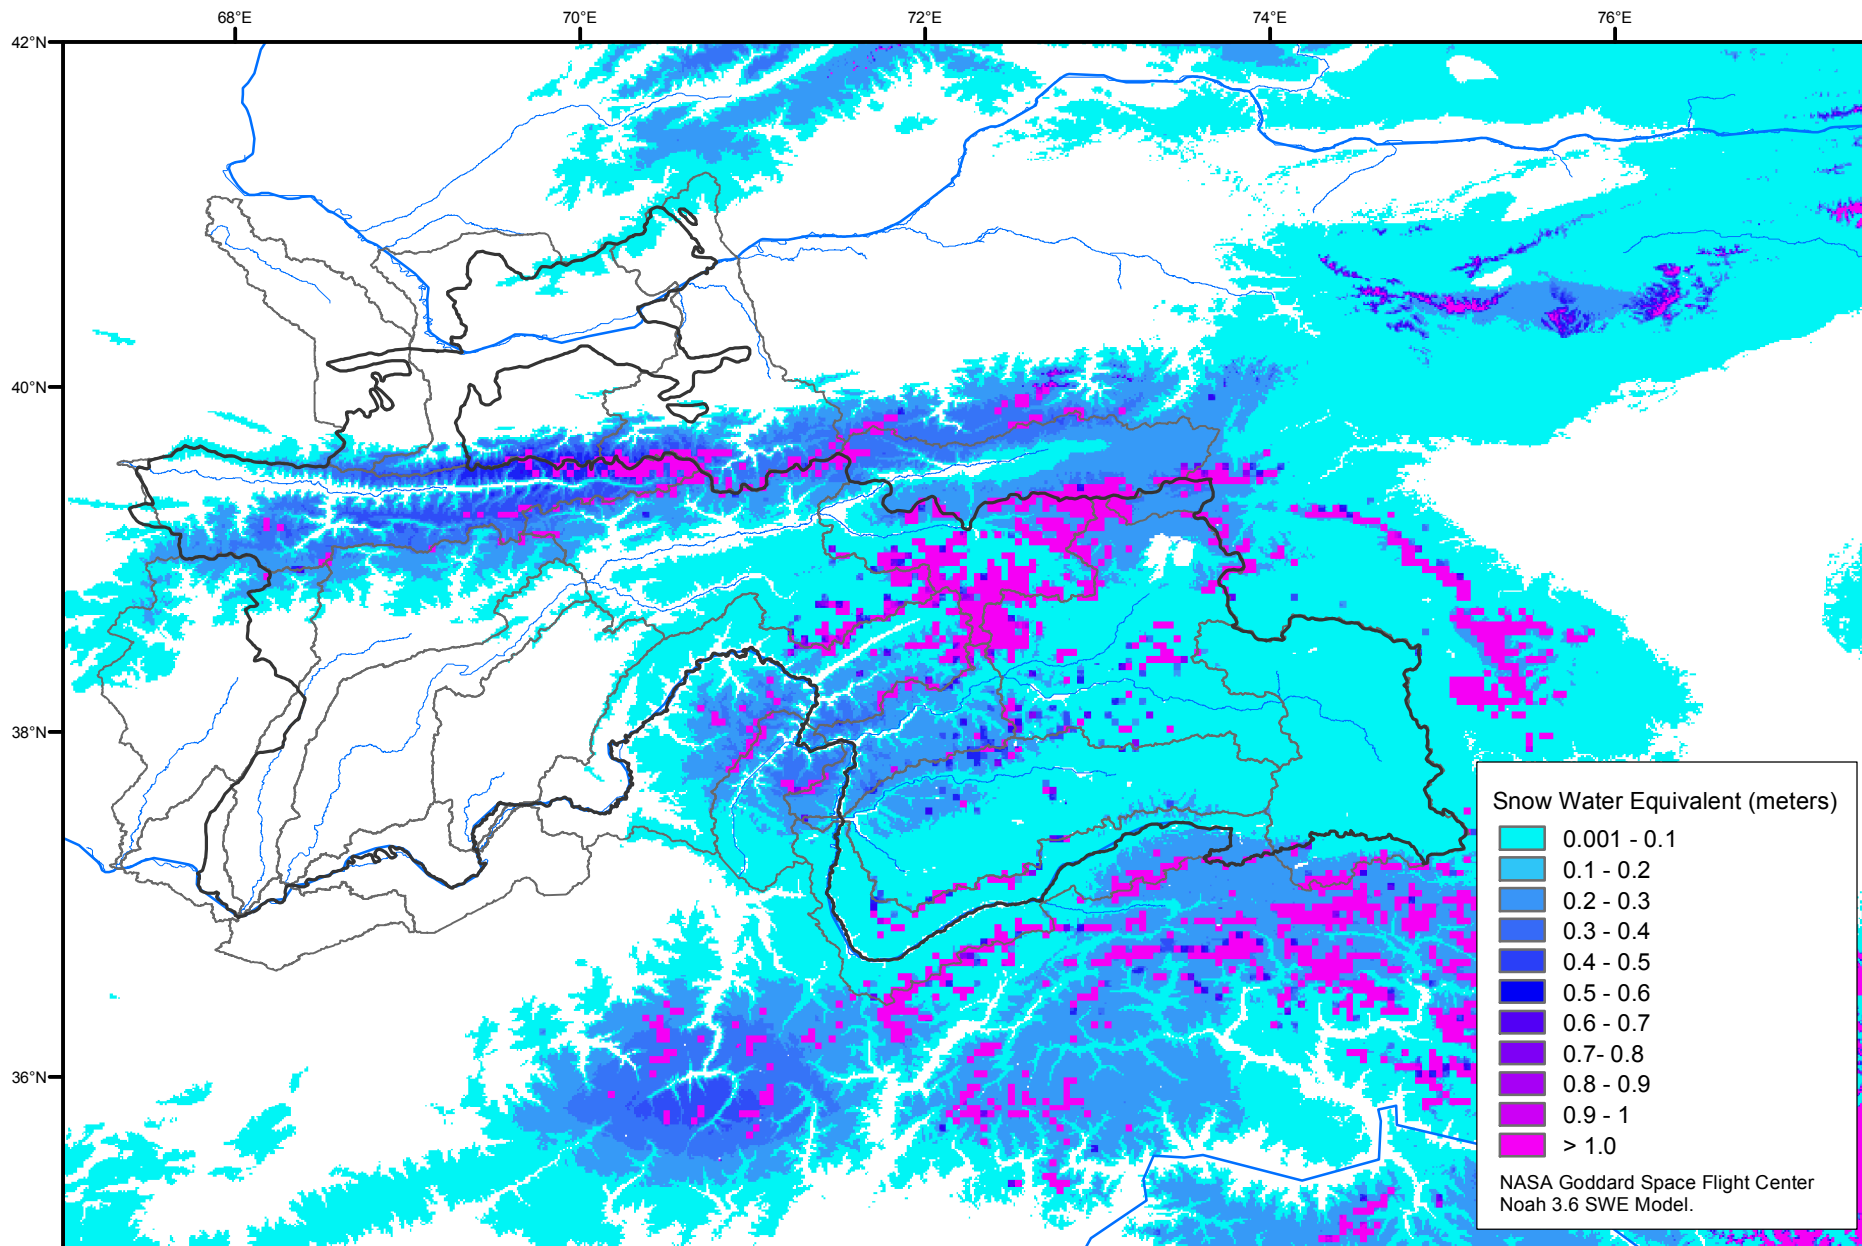 68°E 70°E 72°E 74°E 76°E
42°N
40°N
38°N
36°N
Snow Water Equivalent (meters)
0.001 - 0.1
0.1 - 0.2
0.2 - 0.3
0.3 - 0.4
0.4 - 0.5
0.5 - 0.6
0.6 - 0.7
0.7- 0.8
0.8 - 0.9
0.9 - 1
> 1.0
NASA Goddard Space Flight Center
Noah 3.6 SWE Model.